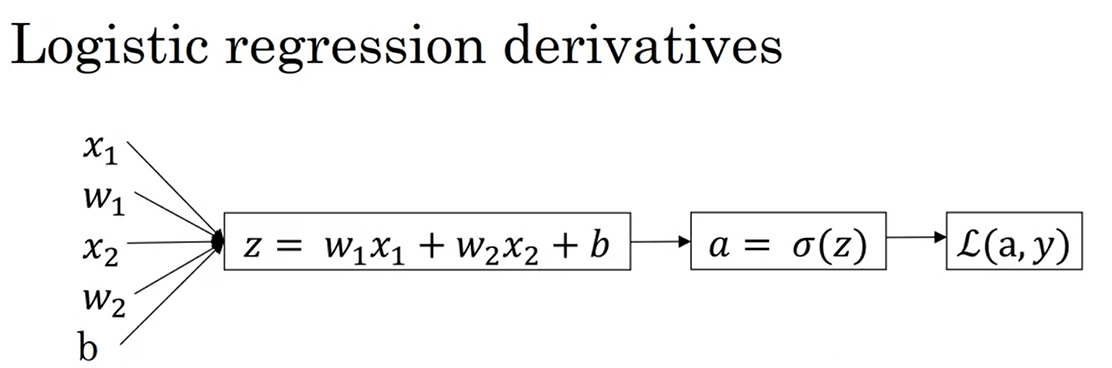 Logistic regression derivatives
x₁
w₁
x₂
w₂
b
z = w₁x₁ + w₂x₂ + b
a = σ(z)
ℒ(a, y)